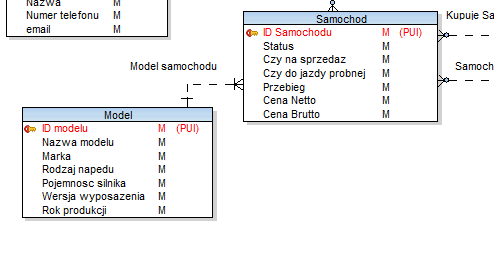 Nazwa M
Numer telefonu M
email M
Samochod
ID Samochodu M (PUI)
Status M
Czy na sprzedaz M
Czy do jazdy probnej M
Przebieg M
Cena Netto M
Cena Brutto M
Kupuje Sa
Samoch
Model samochodu
Model
ID modelu M (PUI)
Nazwa modelu M
Marka M
Rodzaj napedu M
Pojemnosc silnika M
Wersja wyposazenia M
Rok produkcji M